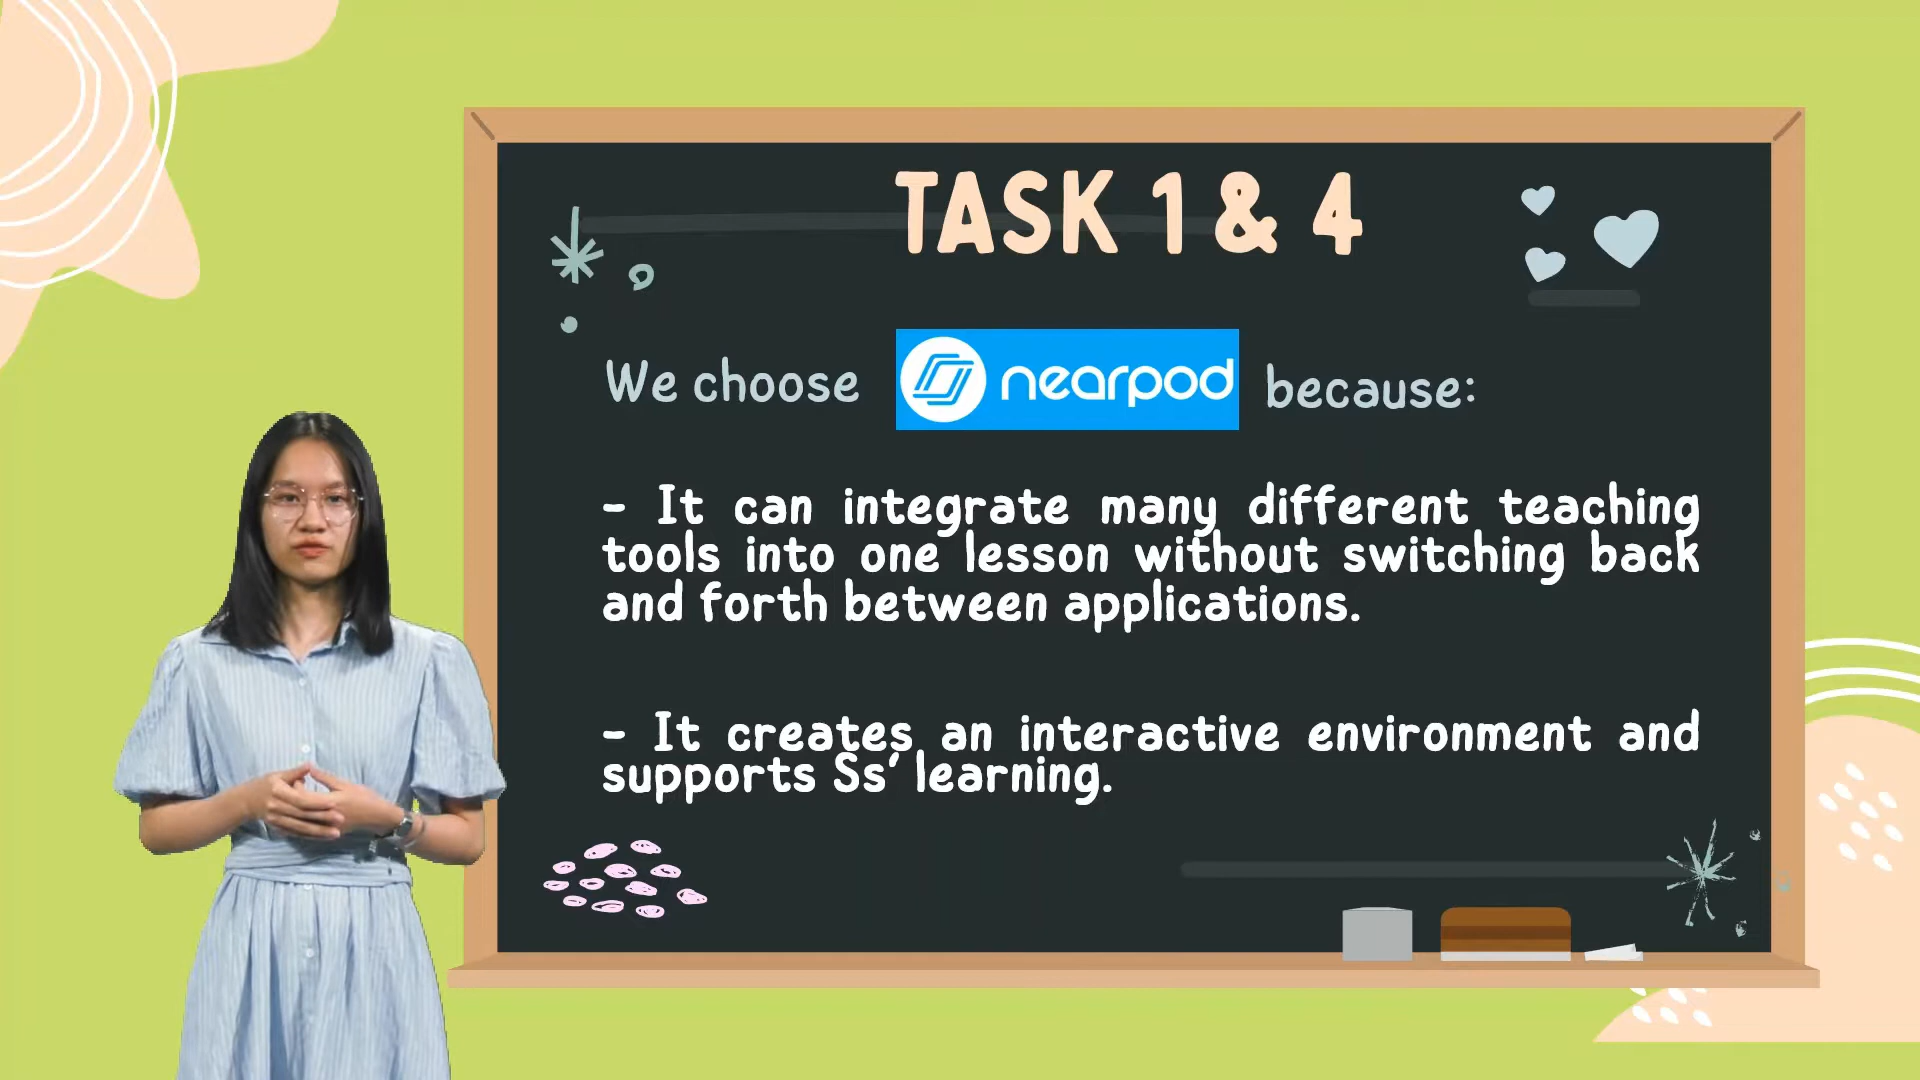 TASK 1 & 4
We choose nearpod because:
- It can integrate many different teaching
tools into one lesson without switching back
and forth between applications.
- It creates an interactive environment and
supports Ss' learning.